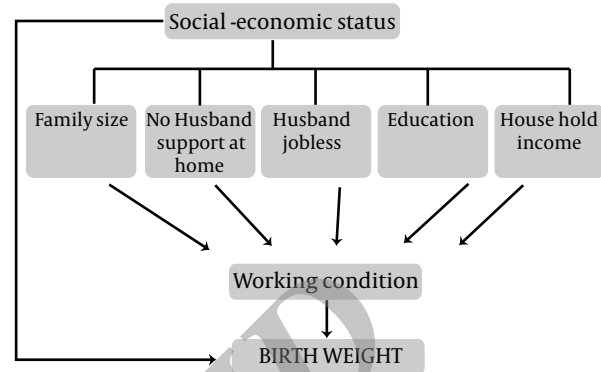 Social -economic status
Family size
No Husband
support at
home
Husband
jobless
Education
House hold
income
Working condition
BIRTH WEIGHT